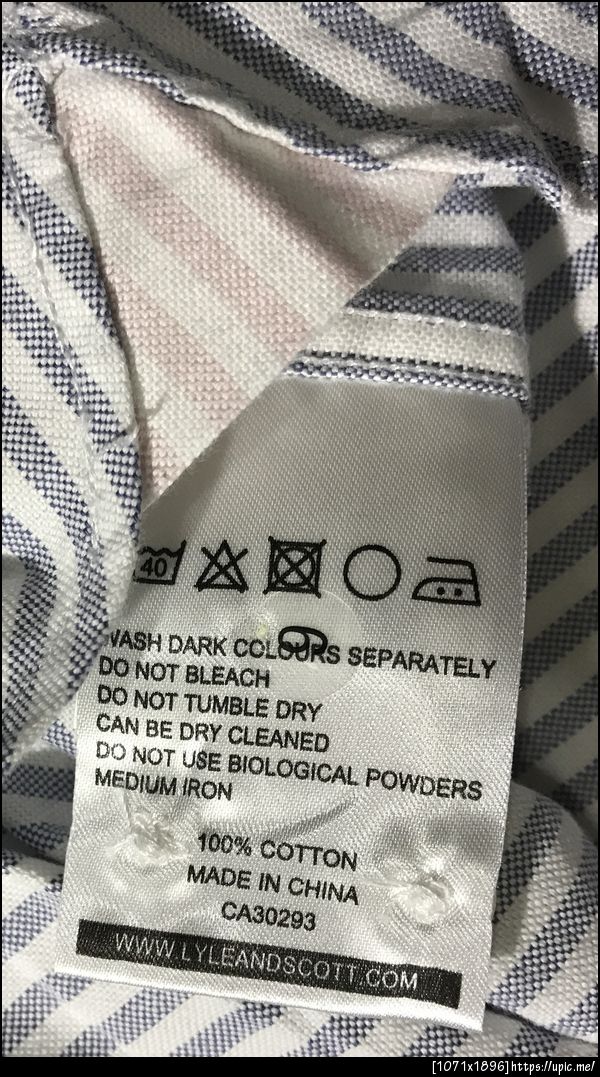 40
WASH DARK COLOURS SEPARATELY
DO NOT BLEACH
DO NOT TUMBLE DRY
CAN BE DRY CLEANED
DO NOT USE BIOLOGICAL POWDERS
MEDIUM IRON
100% COTTON
MADE IN CHINA
CA30293
WWW.LYLEANDSCOTT.COM
[1071x1896]https://upic.me/